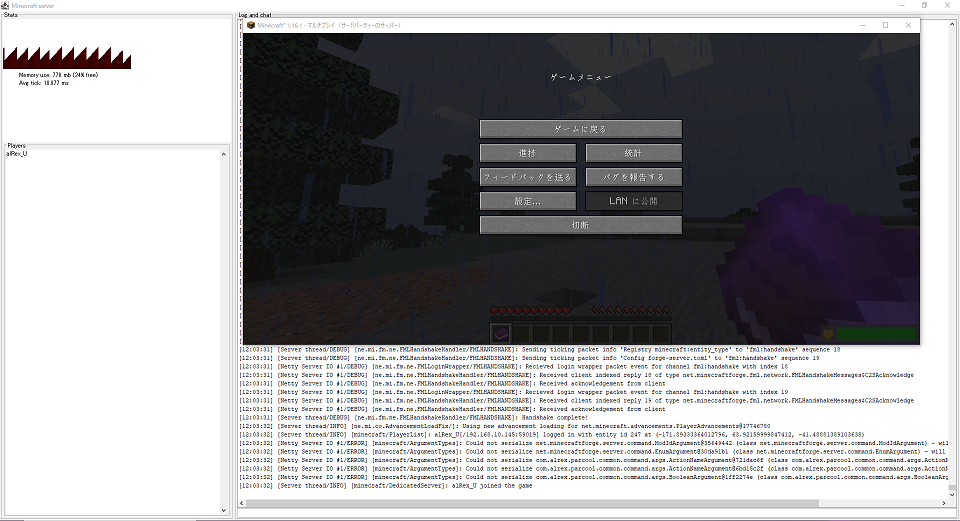 Minecraft server
Stats
Log and chat
Minecraft* 1.16.1 - マルチプレイ (サードパーティーのサーバー)
Memory use: 778 mb (24% free)
Avg tick: 10.077 ms
Players
alRex_U
ゲームメニュー
ゲームに戻る
進捗
統計
フィードバックを送る
バグを報告する
設定...
LAN に公開
切断
[12:03:31] [Server thread/DEBUG] [ne.mi.fm.ne.FMLHandshakeHandler/FMLHANDSHAKE]: Sending ticking packet info 'Registry minecraft:entity_type' to 'fml:handshake' sequence 18
[12:03:31] [Server thread/DEBUG] [ne.mi.fm.ne.FMLHandshakeHandler/FMLHANDSHAKE]: Sending ticking packet info 'Config forge-server.toml' to 'fml:handshake' sequence 19
[12:03:31] [Netty Server IO #1/DEBUG] [ne.mi.fm.ne.FMLLoginWrapper/FMLHANDSHAKE]: Recieved login wrapper packet event for channel fml:handshake with index 18
[12:03:31] [Netty Server IO #1/DEBUG] [ne.mi.fm.ne.FMLHandshakeHandler/FMLHANDSHAKE]: Received client indexed reply 18 of type net.minecraftforge.fml.network.FMLHandshakeMessages$C2SAcknowledge
[12:03:31] [Netty Server IO #1/DEBUG] [ne.mi.fm.ne.FMLHandshakeHandler/FMLHANDSHAKE]: Received acknowledgement from client
[12:03:31] [Netty Server IO #1/DEBUG] [ne.mi.fm.ne.FMLLoginWrapper/FMLHANDSHAKE]: Recieved login wrapper packet event for channel fml:handshake with index 19
[12:03:31] [Netty Server IO #1/DEBUG] [ne.mi.fm.ne.FMLHandshakeHandler/FMLHANDSHAKE]: Received client indexed reply 19 of type net.minecraftforge.fml.network.FMLHandshakeMessages$C2SAcknowledge
[12:03:31] [Netty Server IO #1/DEBUG] [ne.mi.fm.ne.FMLHandshakeHandler/FMLHANDSHAKE]: Received acknowledgement from client
[12:03:31] [Server thread/DEBUG] [ne.mi.fm.ne.FMLHandshakeHandler/FMLHANDSHAKE]: Handshake complete!
[12:03:32] [Server thread/INFO] [ne.mi.co.AdvancementLoadFix/]: Using new advancement loading for net.minecraft.advancements.PlayerAdvancements@17746780
[12:03:32] [Server thread/INFO] [minecraft/PlayerList]: alRex_U[/192.168.10.145:59019] logged in with entity id 247 at (-171.89338364012796, 63.92159999847412, -41.48881389103638)
[12:03:32] [Netty Server IO #1/ERROR] [minecraft/ArgumentTypes]: Could not serialize net.minecraftforge.server.command.ModIdArgument@35649442 (class net.minecraftforge.server.command.ModIdArgument) - will
[12:03:32] [Netty Server IO #1/ERROR] [minecraft/ArgumentTypes]: Could not serialize net.minecraftforge.server.command.EnumArgument@30da91b1 (class net.minecraftforge.server.command.EnumArgument) - will
[12:03:32] [Netty Server IO #1/ERROR] [minecraft/ArgumentTypes]: Could not serialize com.alrex.parcool.common.command.args.ActionNameArgument@721dac6f (class com.alrex.parcool.common.command.args.ActionN
[12:03:32] [Netty Server IO #1/ERROR] [minecraft/ArgumentTypes]: Could not serialize com.alrex.parcool.common.command.args.ActionNameArgument@6bd15c2f (class com.alrex.parcool.common.command.args.ActionN
[12:03:32] [Netty Server IO #1/ERROR] [minecraft/ArgumentTypes]: Could not serialize com.alrex.parcool.common.command.args.BooleanArgument@1ff2274e (class com.alrex.parcool.common.command.args.BooleanArg
[12:03:32] [Server thread/INFO] [minecraft/DedicatedServer]: alRex_U joined the game